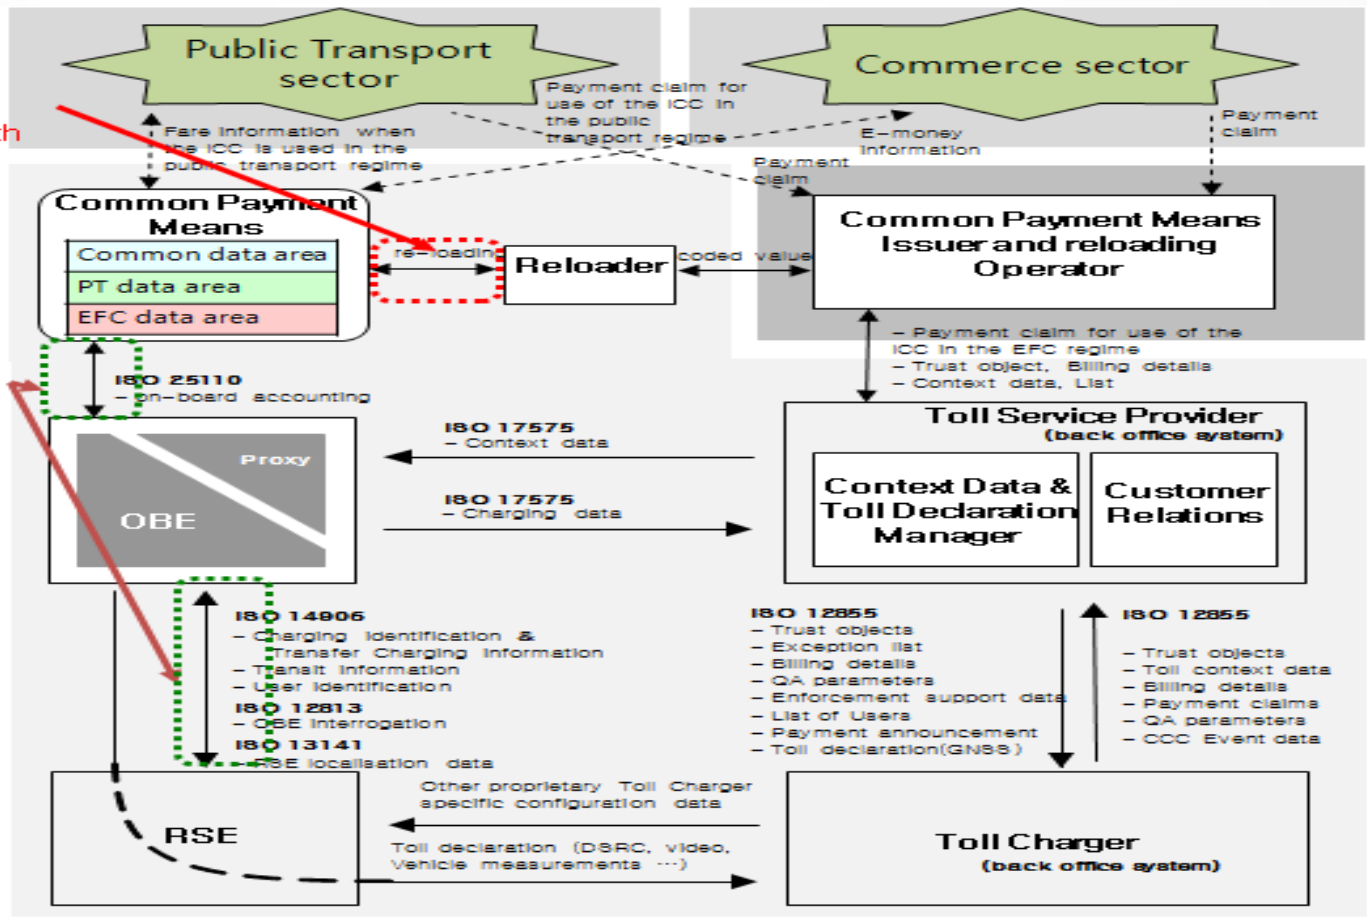 Public Transport
sector
Commerce sector
Payment claim for
use of the ICC in
the public
transport regime
Payment
claim
Fare information when
the ICC is used in the
public transport regime
E-money
information
Payment
claim
Common Payment
Means
Common data area
PT data area
EFC data area
re-loading
Reloader
coded value
Common Payment Means
Issuer and reloading
Operator
- Payment claim for use of the
ICC in the EFC regime
- Trust object, Billing details
- Context data, List
ISO 25110
- on-board accounting
Proxy
OBE
ISO 17575
- Context data
ISO 17575
- Charging data
Toll Service Provider
(back office system)
Context Data &
Toll Declaration
Manager
Customer
Relations
ISO 14906
- Charging identification &
Transfer Charging information
- Transit information
- User identification
ISO 12813
- OBE interrogation
ISO 13141
- RSE localisation data
ISO 12855
- Trust objects
- Exception list
- Billing details
- QA parameters
- Enforcement support data
- List of Users
- Payment announcement
- Toll declaration(GNSS)
ISO 12855
- Trust objects
- Toll context data
- Billing details
- Payment claims
- QA parameters
- CCC Event data
RSE
Other proprietary Toll Charger
specific configuration data
Toll declaration (DSRC, video,
Vehicle measurements ...)
Toll Charger
(back office system)